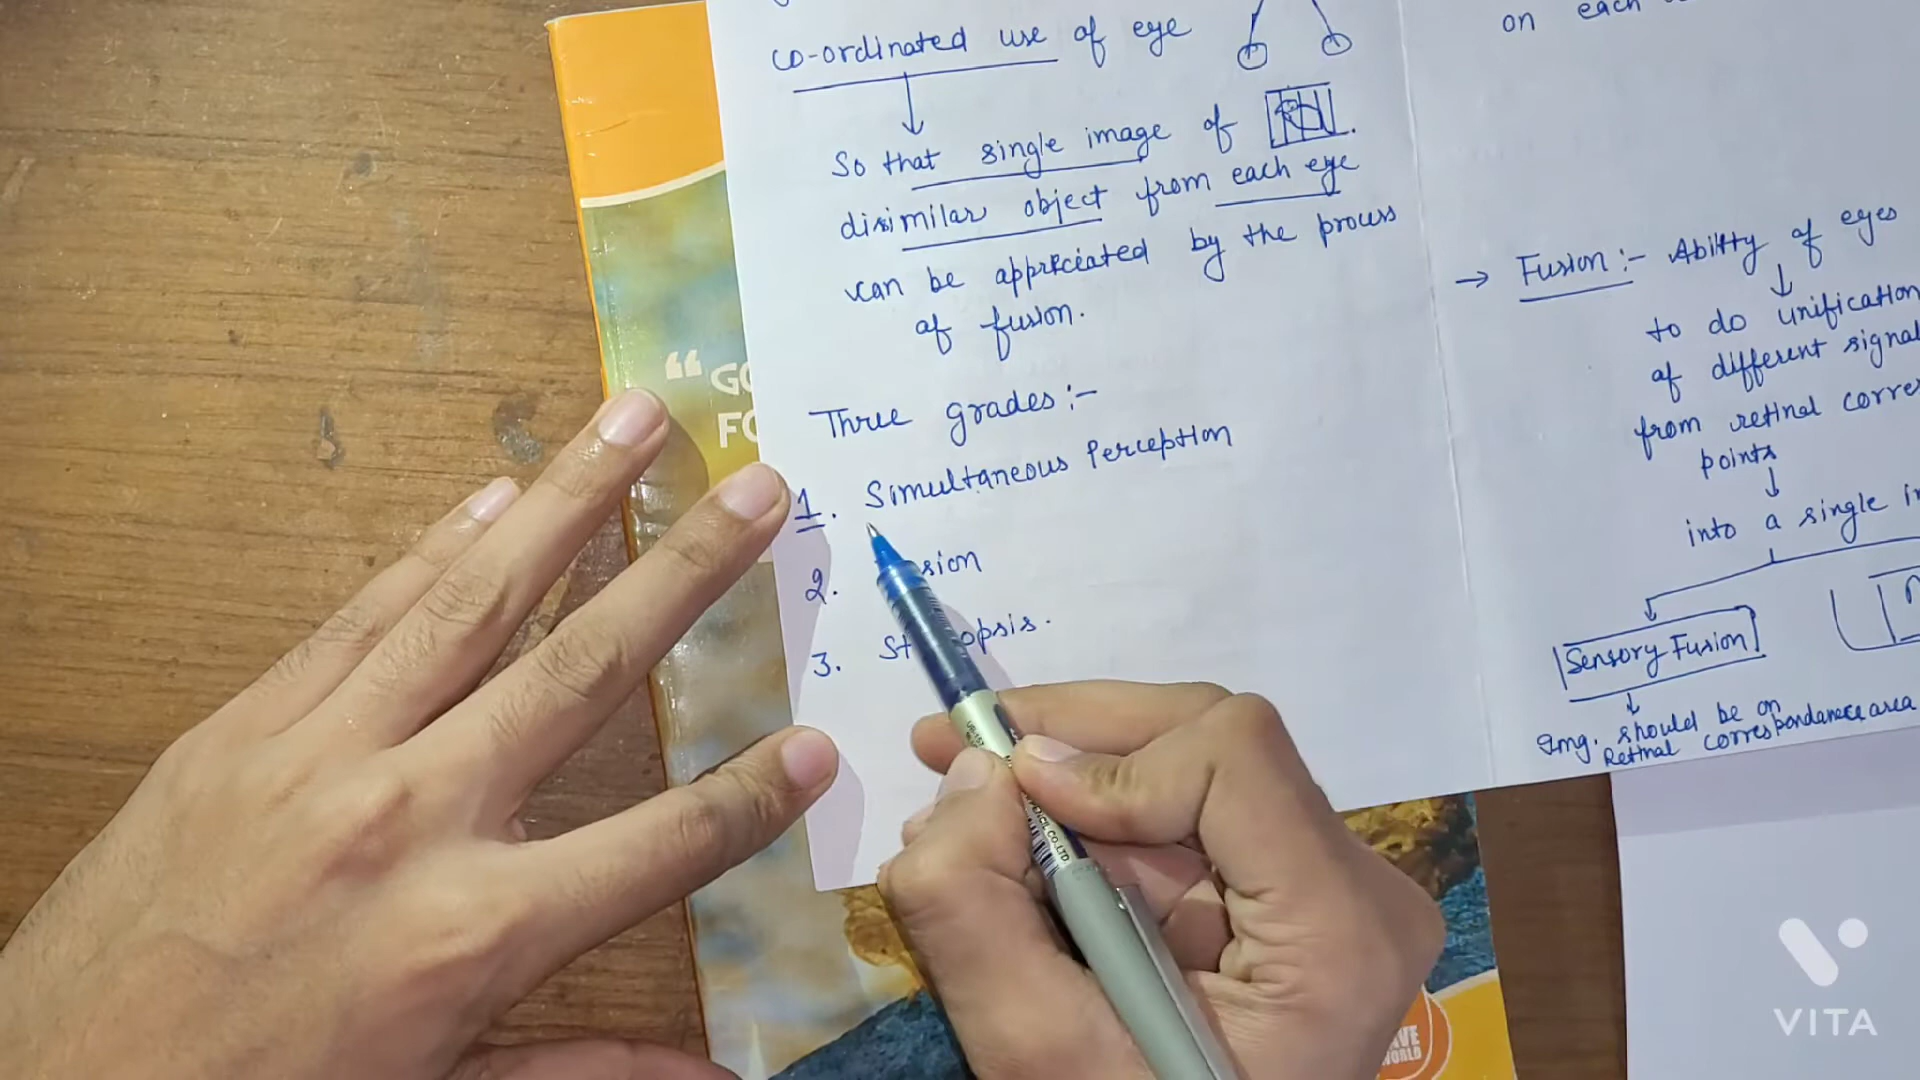 co-ordinated use of eye
So that single image of
disimilar object from each eye
can be appreciated by the process
of fusion.
Three grades:-
1. Simultaneous Perception
2.
3.
on each
→ Fusion:- Ability of eyes
to do unification
of different signal
from retinal
points
into a single
Sensory Fusion
Img. should be on
Retinal correspondance area
VITA